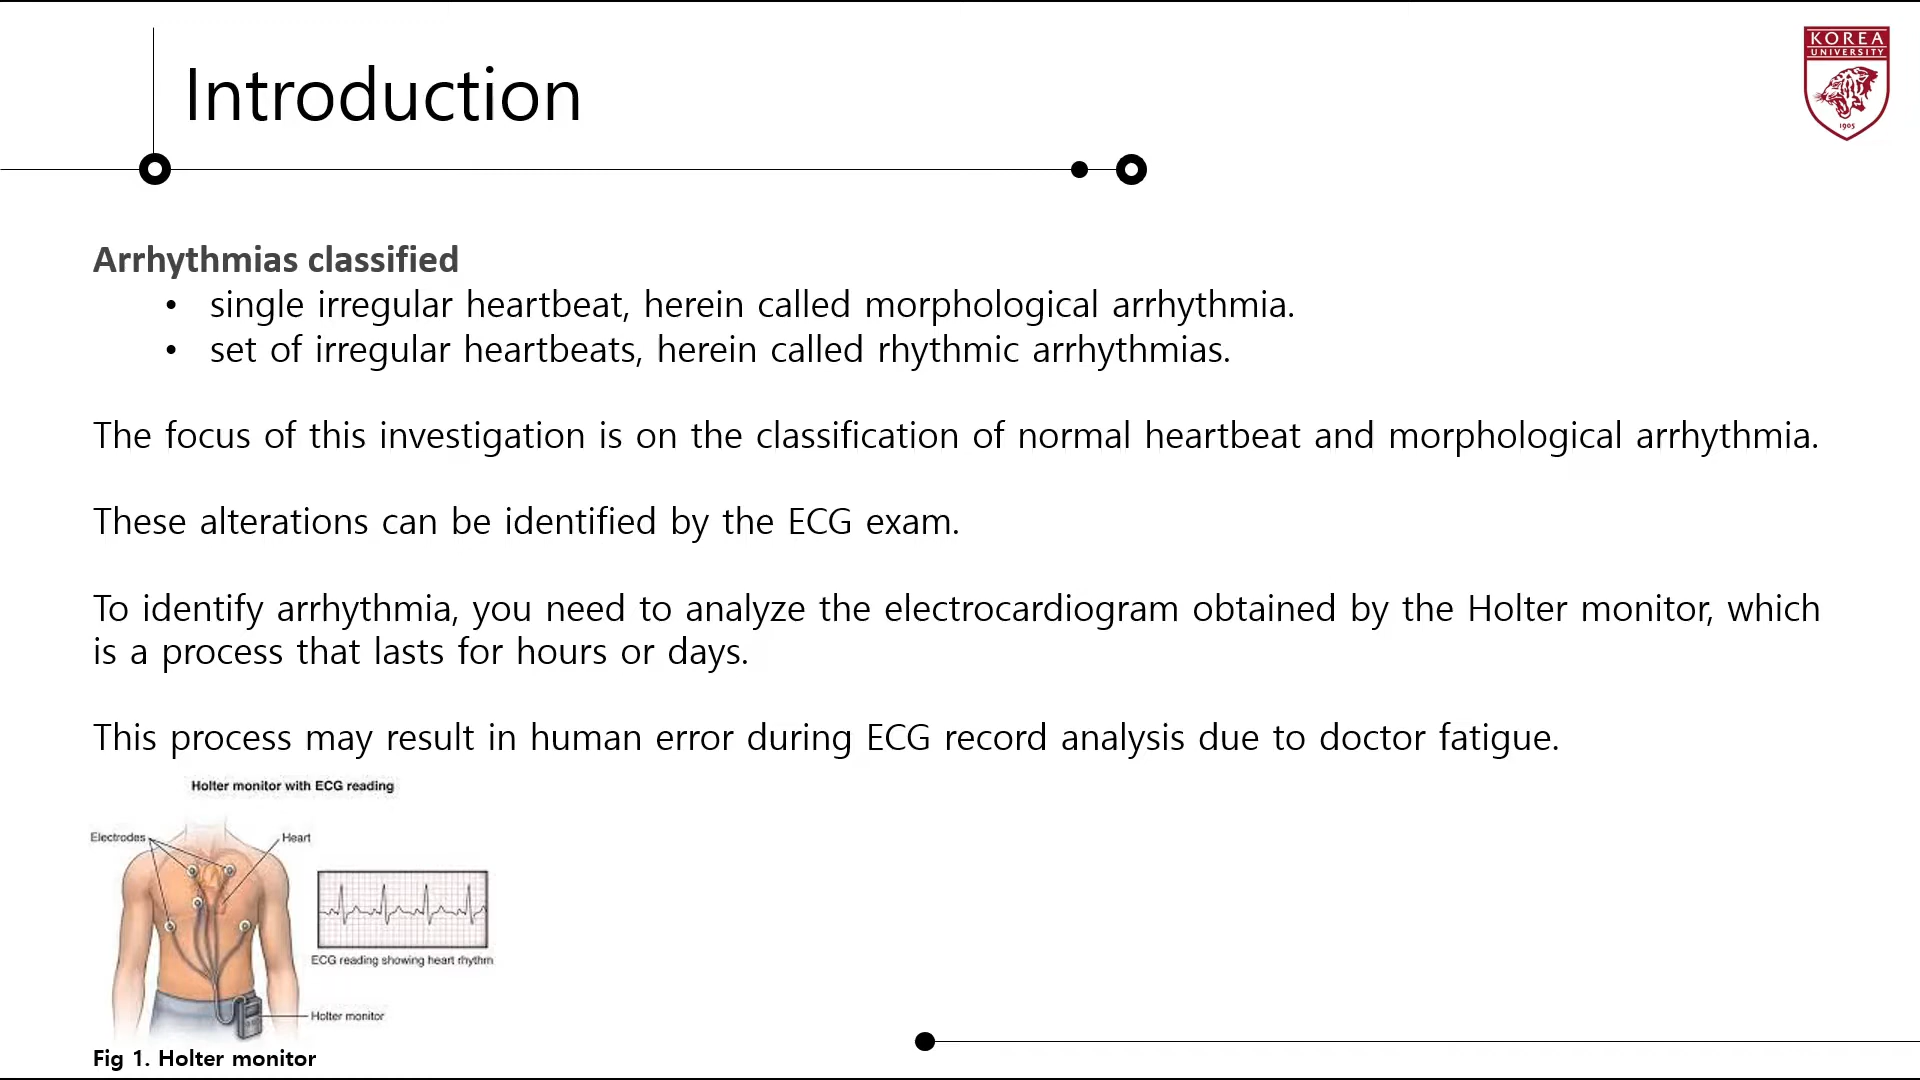 Introduction
KOREA
UNIVERSITY
1905
Arrhythmias classified
• single irregular heartbeat, herein called morphological arrhythmia.
• set of irregular heartbeats, herein called rhythmic arrhythmias.
The focus of this investigation is on the classification of normal heartbeat and morphological arrhythmia.
These alterations can be identified by the ECG exam.
To identify arrhythmia, you need to analyze the electrocardiogram obtained by the Holter monitor, which
is a process that lasts for hours or days.
This process may result in human error during ECG record analysis due to doctor fatigue.
Holter monitor with ECG reading
Electrodes
Heart
ECG reading showing heart rhythm
Holter monitor
Fig 1. Holter monitor